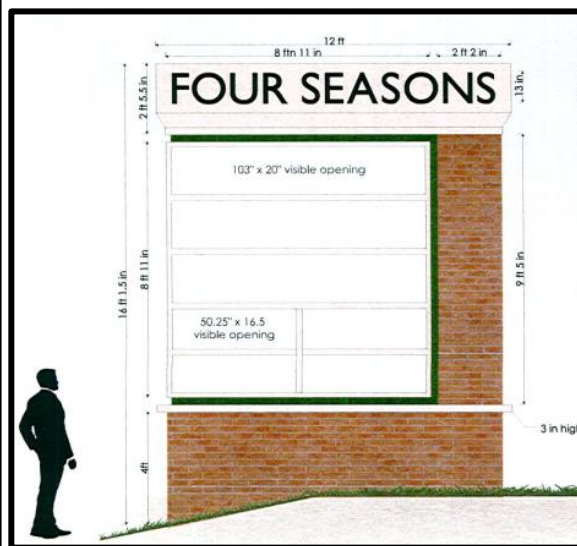 12 ft
8 ftn 11 in
2 ft 2 in
FOUR SEASONS
2 ft 5.5 in
13 in
103" x 20" visible opening
8 ft 11 in
9 ft 5 in
16 ft 1.5 in
50.25" x 16.5
visible opening
3 in high
4ft